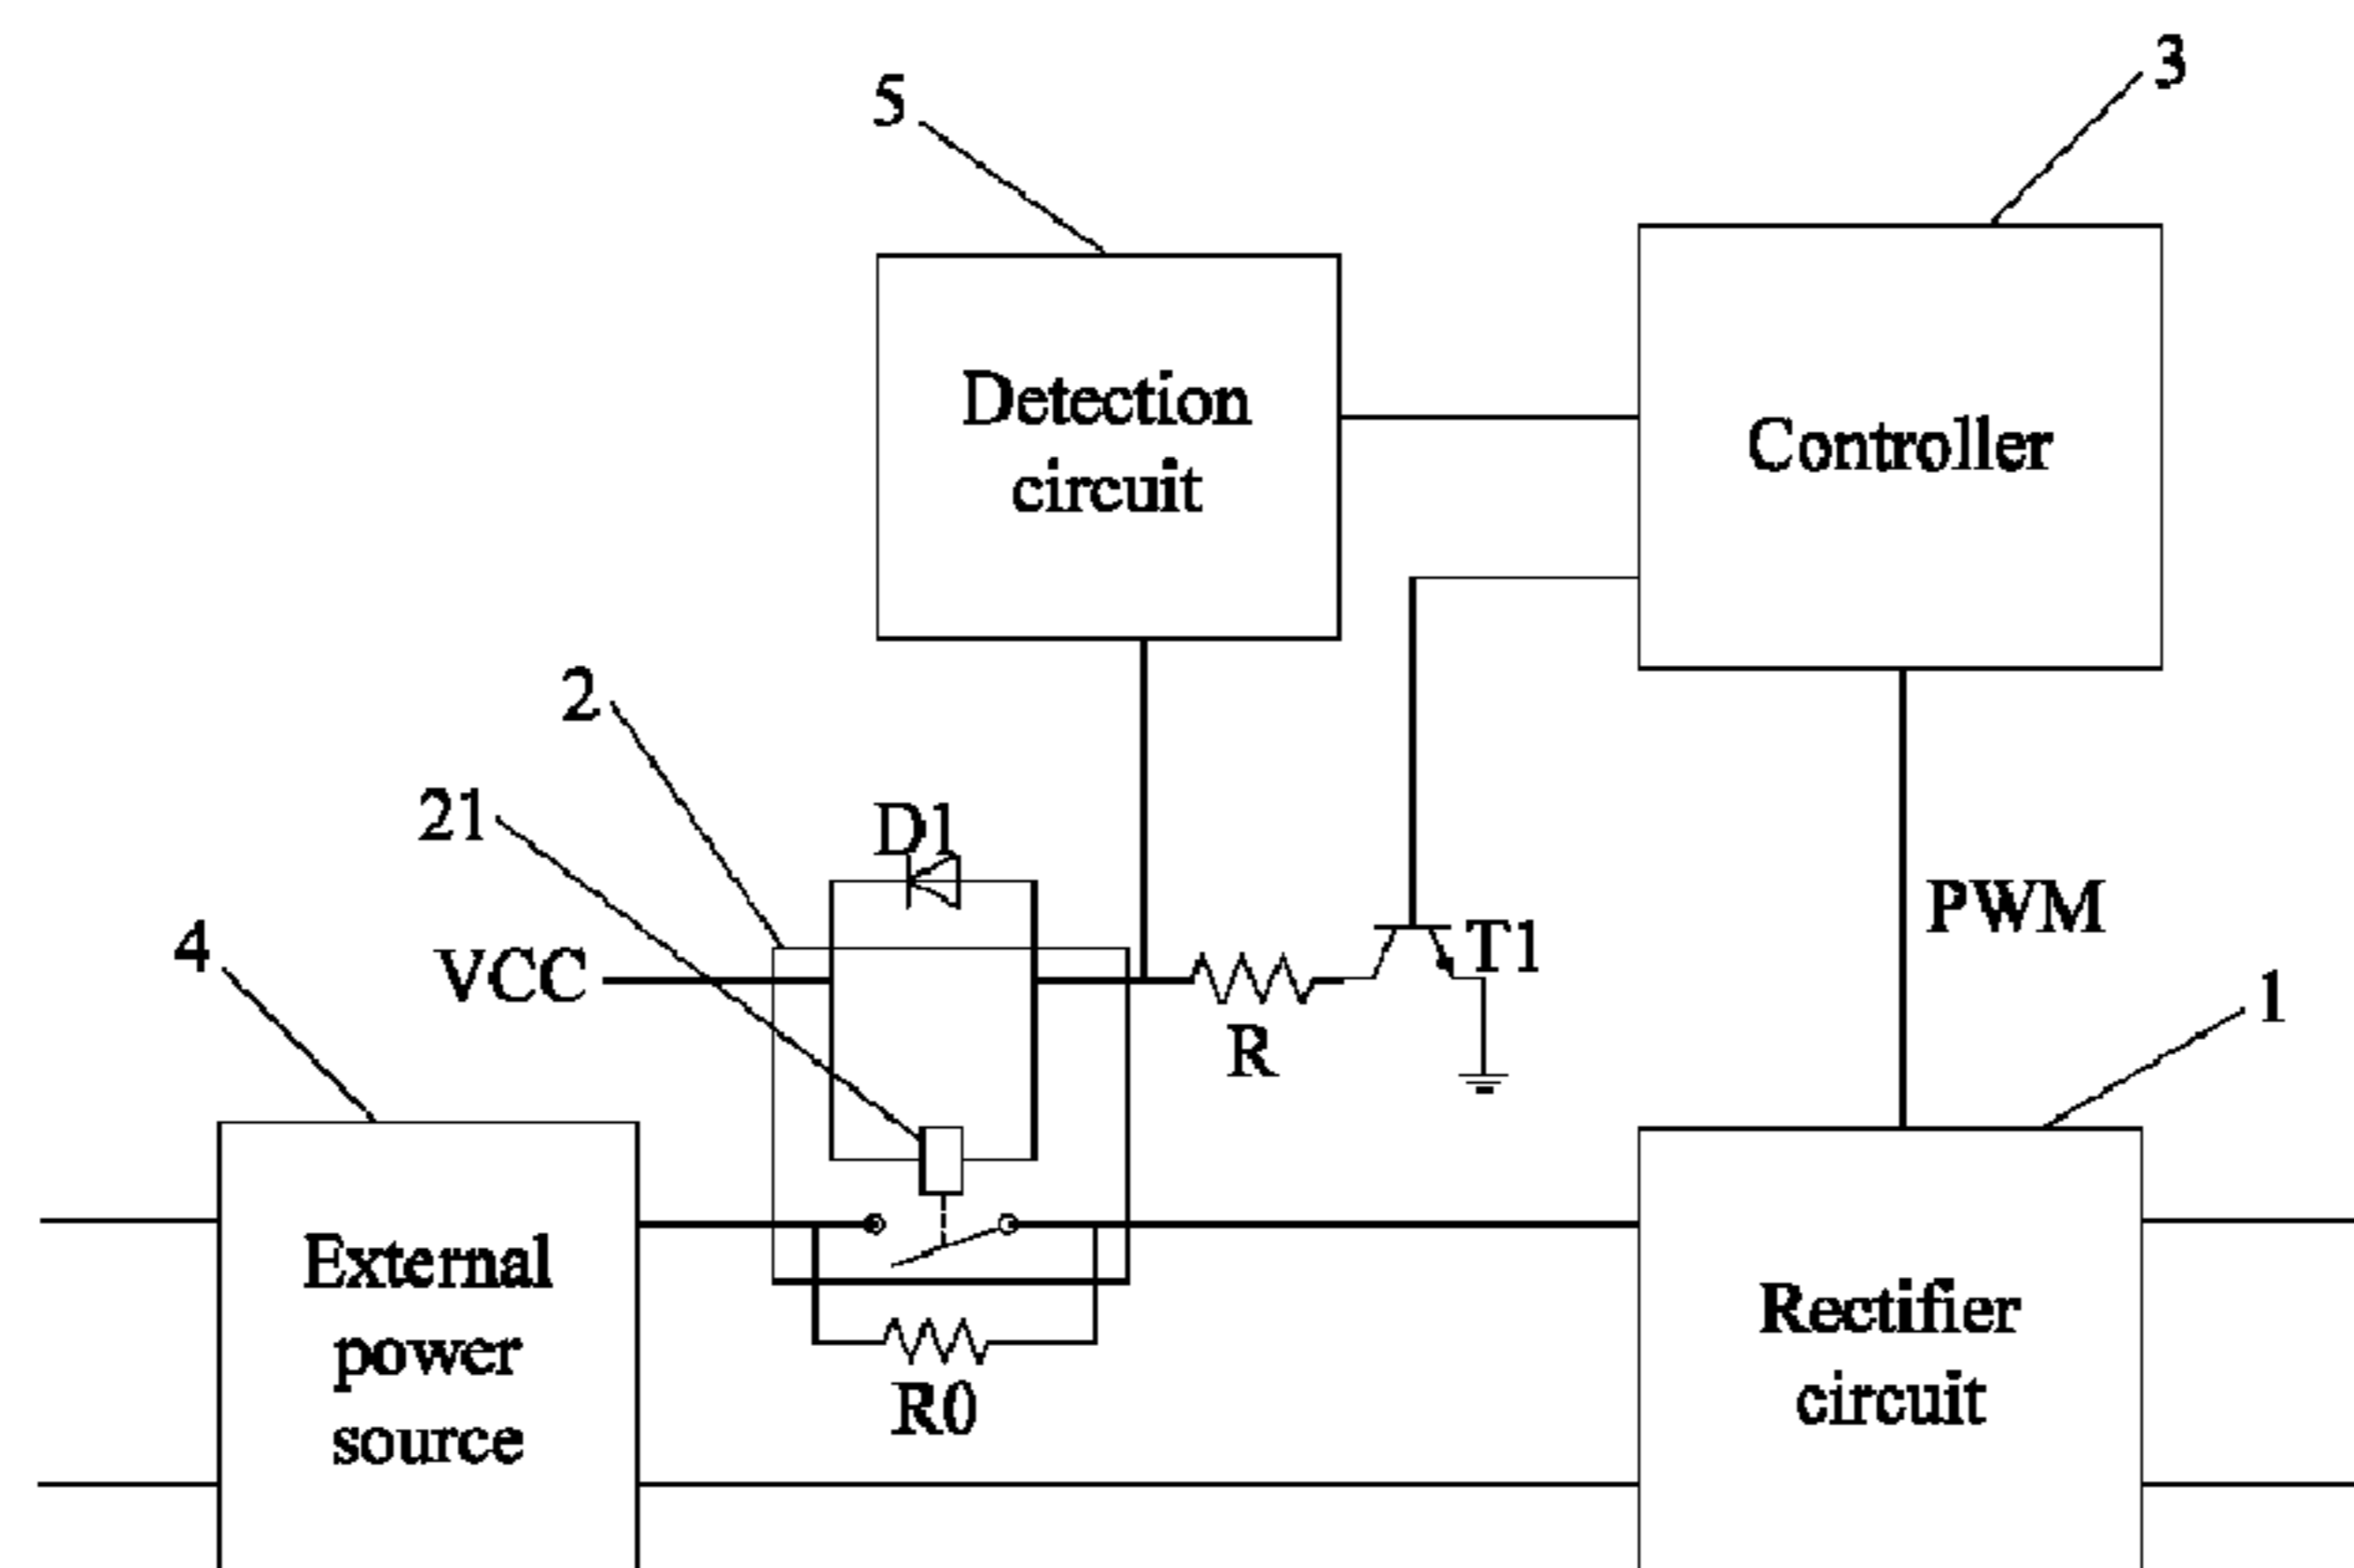 3
5
Detection
circuit
Controller
2
21
D1
4
VCC
T1
PWM
R
1
External
power
source
Rectifier
circuit
R0